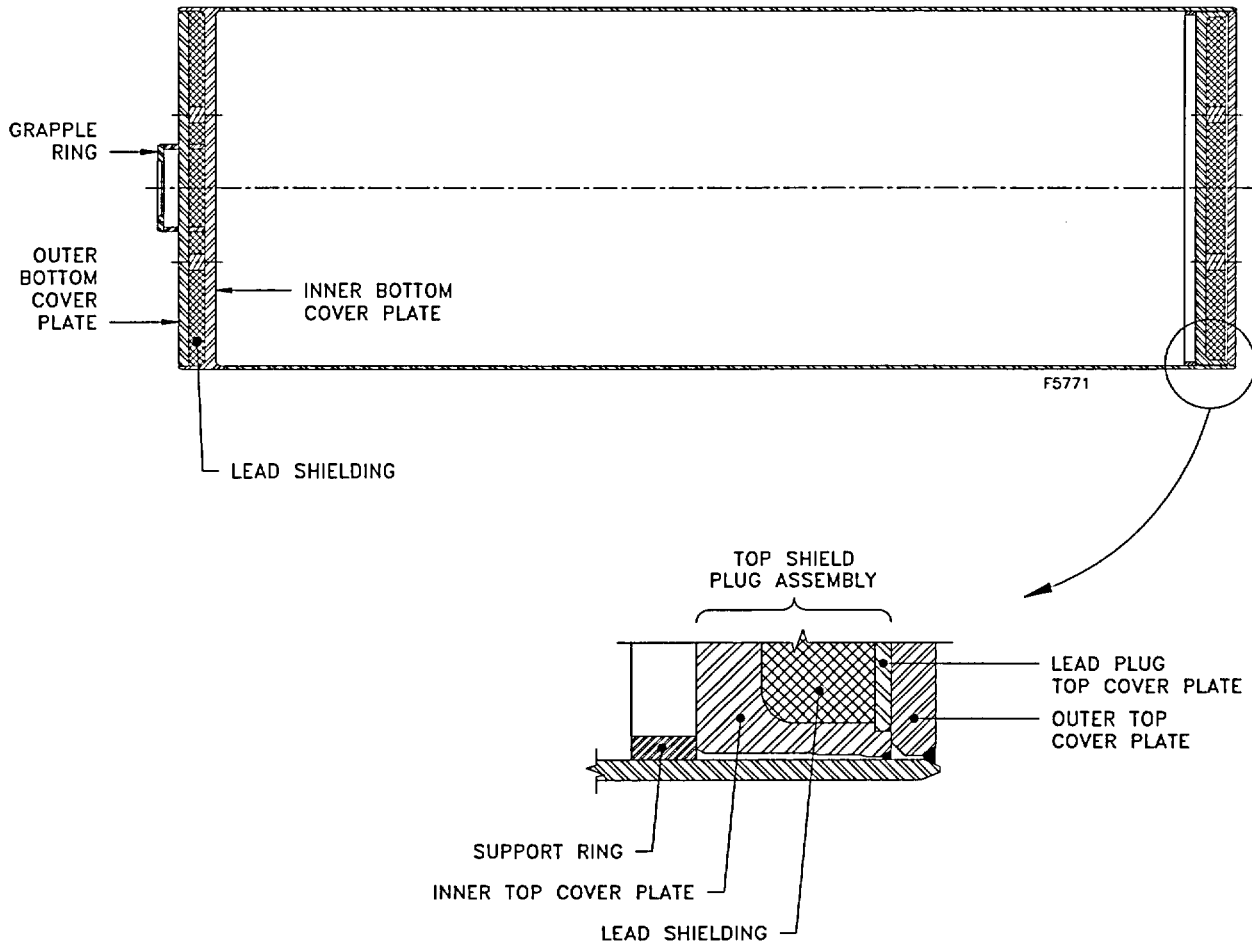 GRAPPLE
RING
OUTER
BOTTOM
COVER
PLATE
INNER BOTTOM
COVER PLATE
F5771
LEAD SHIELDING
TOP SHIELD
PLUG ASSEMBLY
LEAD PLUG
TOP COVER PLATE
OUTER TOP
COVER PLATE
SUPPORT RING
INNER TOP COVER PLATE
LEAD SHIELDING